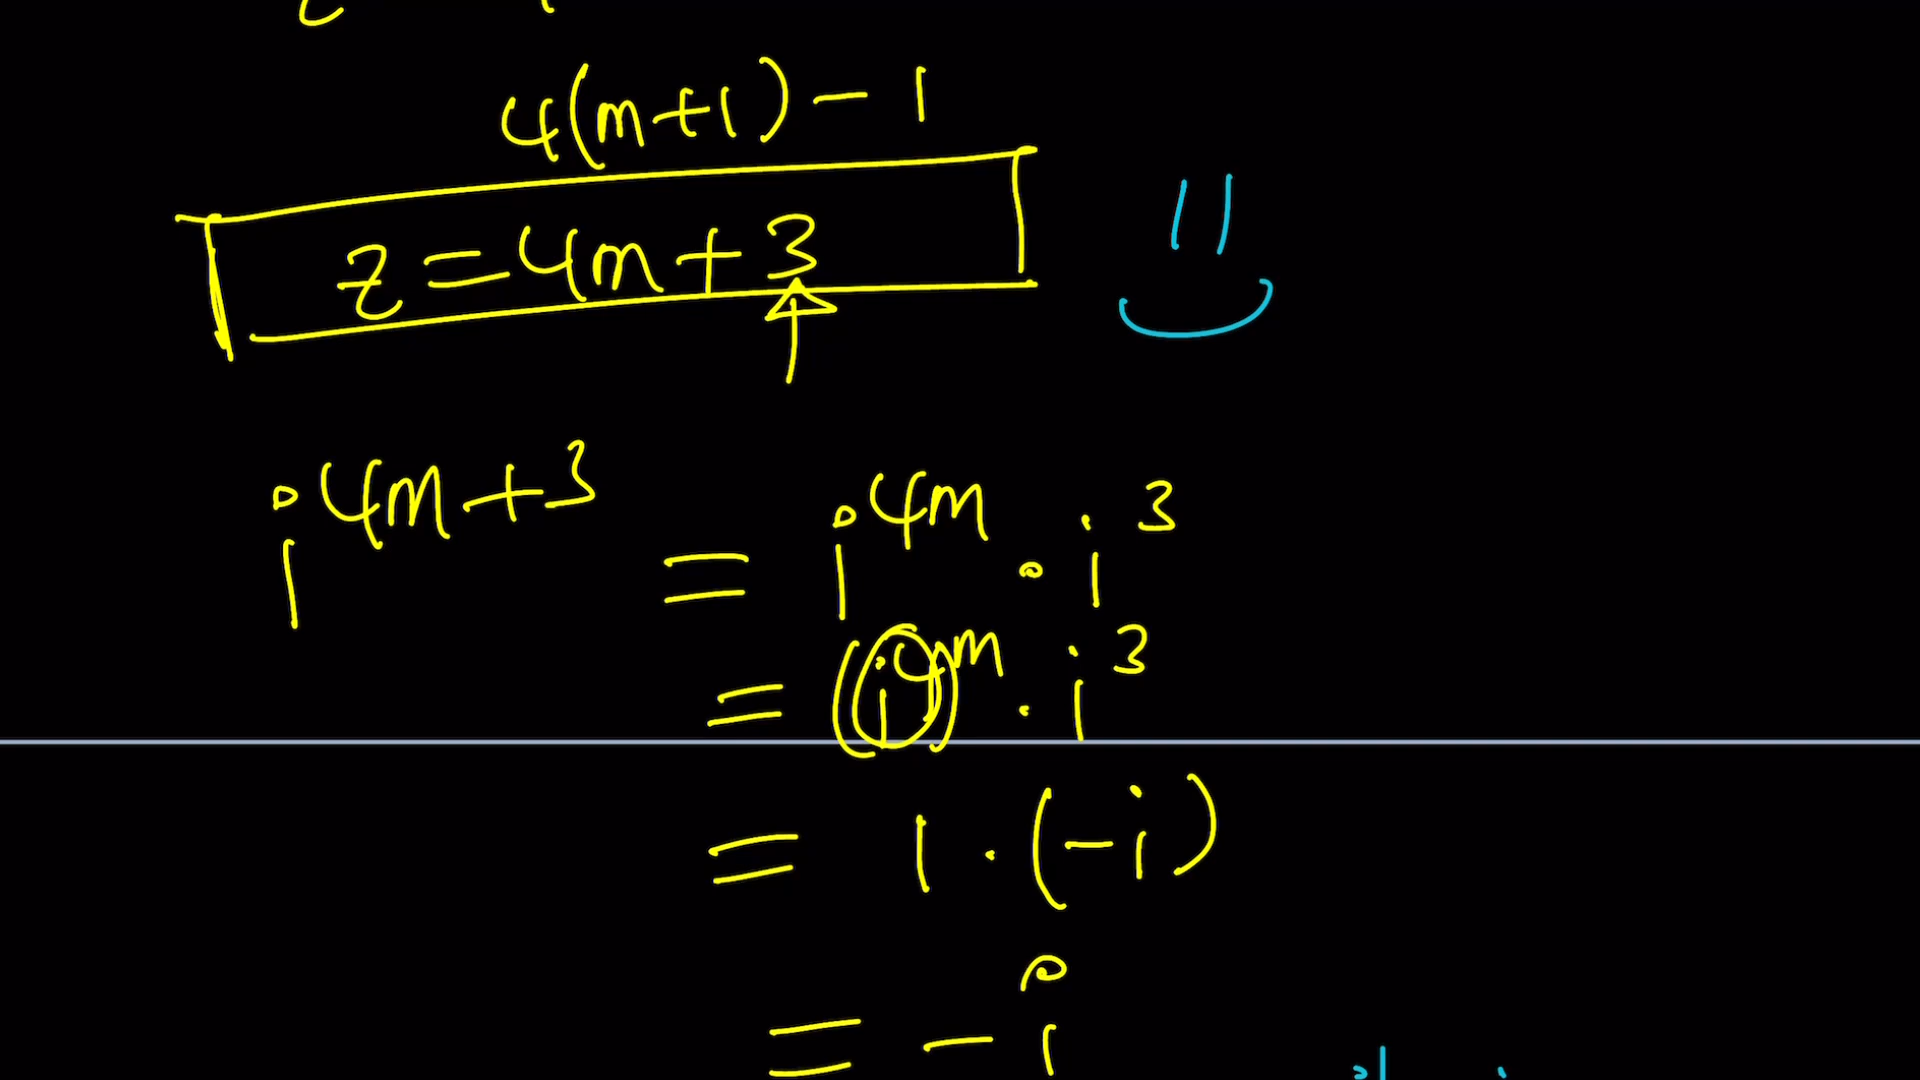 4(m+1) - 1
z = 4m + 3
i^{4m+3} = i^{4m} · i^3
= (i^4)^m · i^3
= 1 · (-i)
= -i